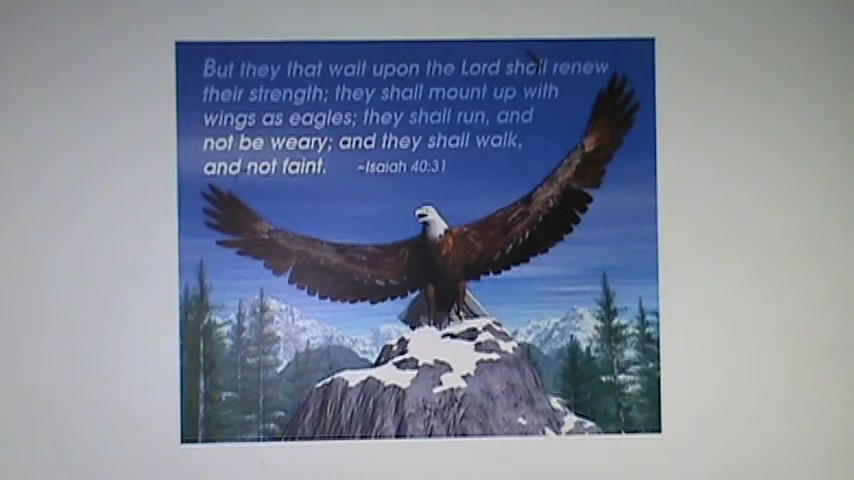 But they that wait upon the Lord shall renew
their strength; they shall mount up with
wings as eagles; they shall run, and
not be weary; and they shall walk,
and not faint. ~Isaiah 40:31